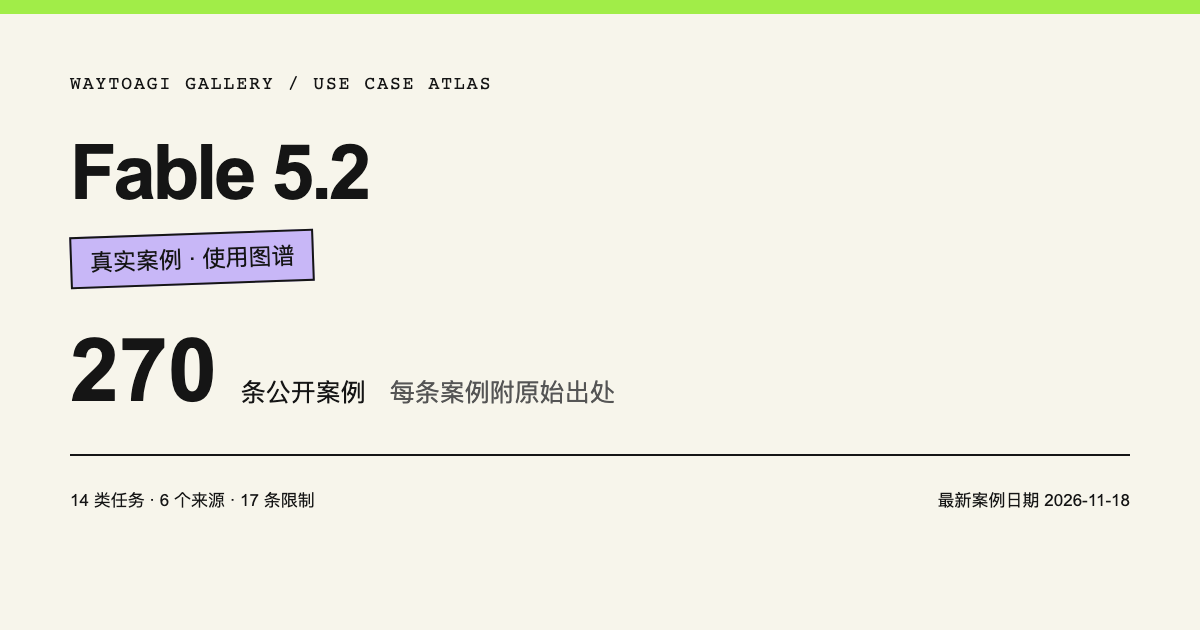 WAYTOAGI GALLERY / USE CASE ATLAS
Fable 5.2
真实案例 · 使用图谱
270 条公开案例 每条案例附原始出处
14 类任务 · 6 个来源 · 17 条限制
最新案例日期 2026-11-18